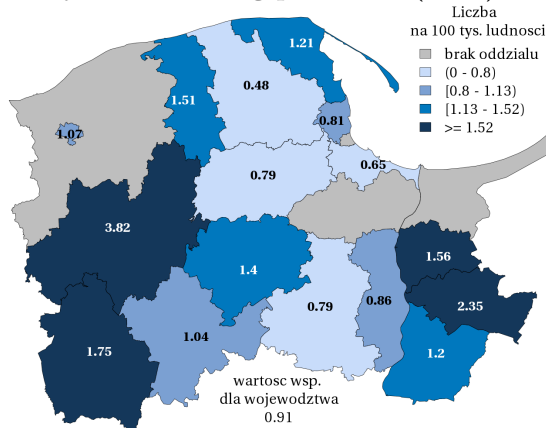 Liczba
na 100 tys. ludnosci
brak oddzialu
(0 - 0.8)
[0.8 - 1.13)
[1.13 - 1.52)
>= 1.52
1.21
0.48
1.51
0.81
1.07
0.65
0.79
3.82
1.56
1.4
2.35
0.79
0.86
1.04
1.75
1.2
wartosc wsp.
dla wojewodztwa
0.91